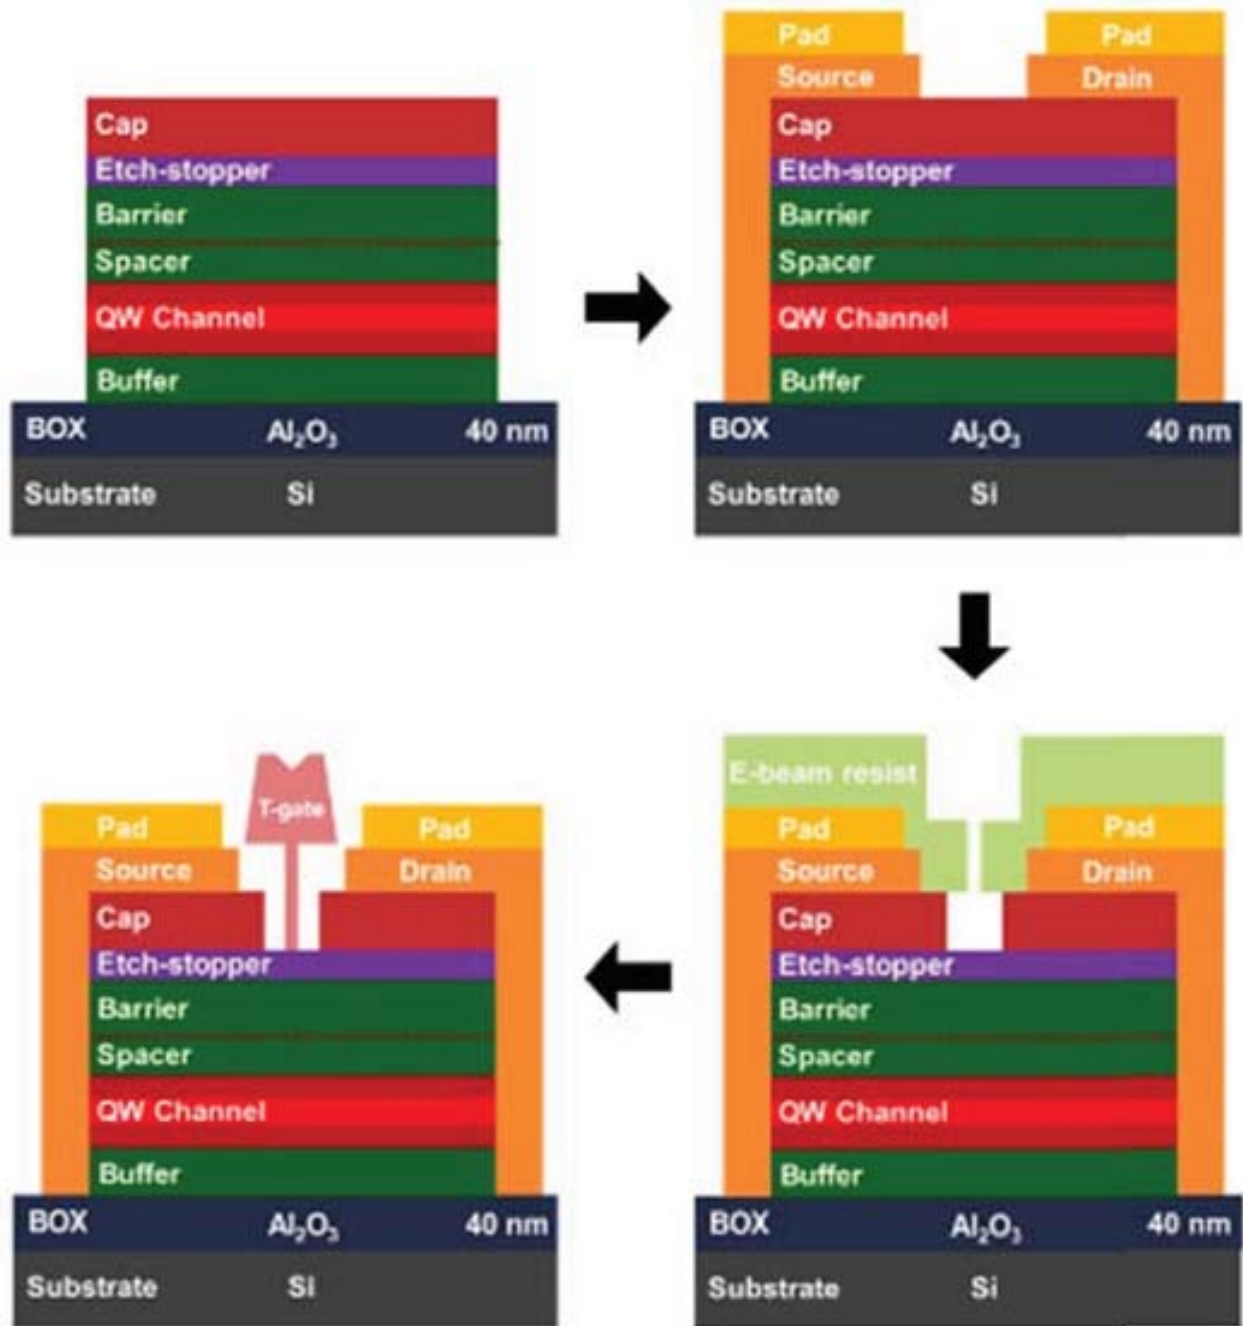 Cap
Etch-stopper
Barrier
Spacer
QW Channel
Buffer
BOX Al₂O₃ 40 nm
Substrate Si
Pad Pad
Source Drain
Cap
Etch-stopper
Barrier
Spacer
QW Channel
Buffer
BOX Al₂O₃ 40 nm
Substrate Si
E-beam resist
Pad Pad
Source Drain
Cap
Etch-stopper
Barrier
Spacer
QW Channel
Buffer
BOX Al₂O₃ 40 nm
Substrate Si
T-gate
Pad Pad
Source Drain
Cap
Etch-stopper
Barrier
Spacer
QW Channel
Buffer
BOX Al₂O₃ 40 nm
Substrate Si